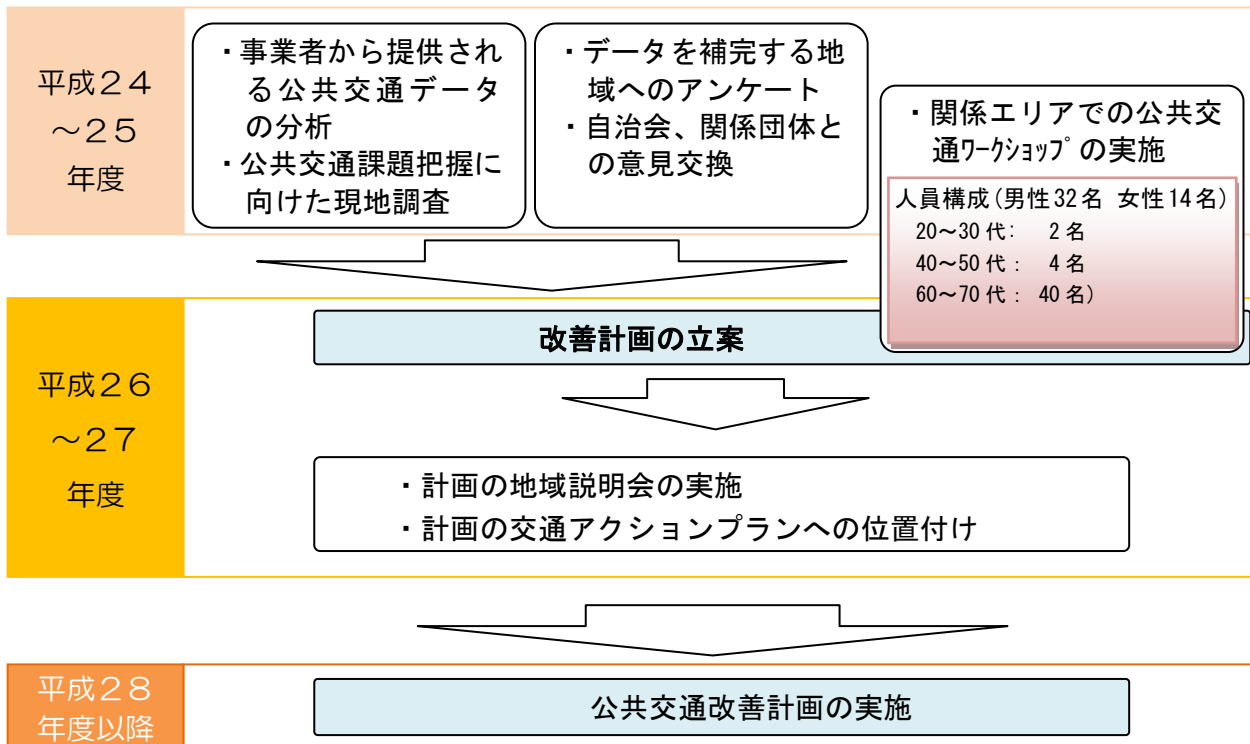 平成２４
～２５
年度
・事業者から提供され
る公共交通データ
の分析
・公共交通課題把握に
向けた現地調査
・データを補完する地
域へのアンケート
・自治会、関係団体と
の意見交換
・関係エリアでの公共交
通ﾜｰｸｼｮｯﾌﾟの実施
人員構成(男性32名 女性14名)
20～30代： 2名
40～50代： 4名
60～70代： 40名)
平成２６
～２７
年度
改善計画の立案
・計画の地域説明会の実施
・計画の交通アクションプランへの位置付け
平成２８
年度以降
公共交通改善計画の実施